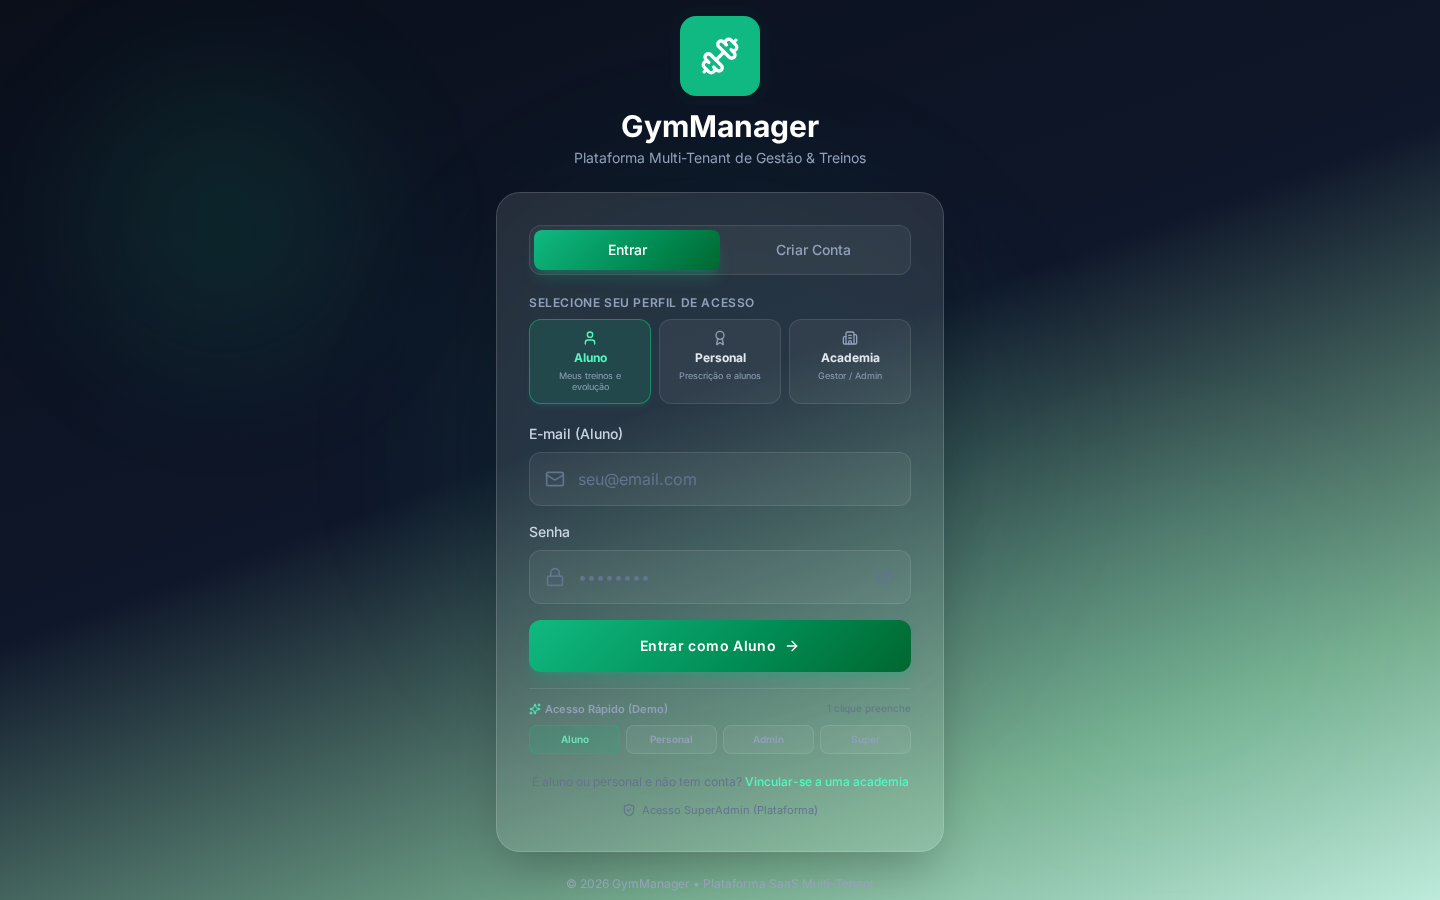 GymManager
Plataforma Multi-Tenant de Gestão & Treinos
Entrar
Criar Conta
SELECIONE SEU PERFIL DE ACESSO
Aluno
Meus treinos e
evolução
Personal
Prescrição e alunos
Academia
Gestor / Admin
E-mail (Aluno)
seu@email.com
Senha
••••••••
Entrar como Aluno →
Acesso Rápido (Demo)
1 clique preenche
Aluno
Personal
Admin
Super
É aluno ou personal e não tem conta? Vincular-se a uma academia
Acesso SuperAdmin (Plataforma)
© 2026 GymManager • Plataforma SaaS Multi-Tenant